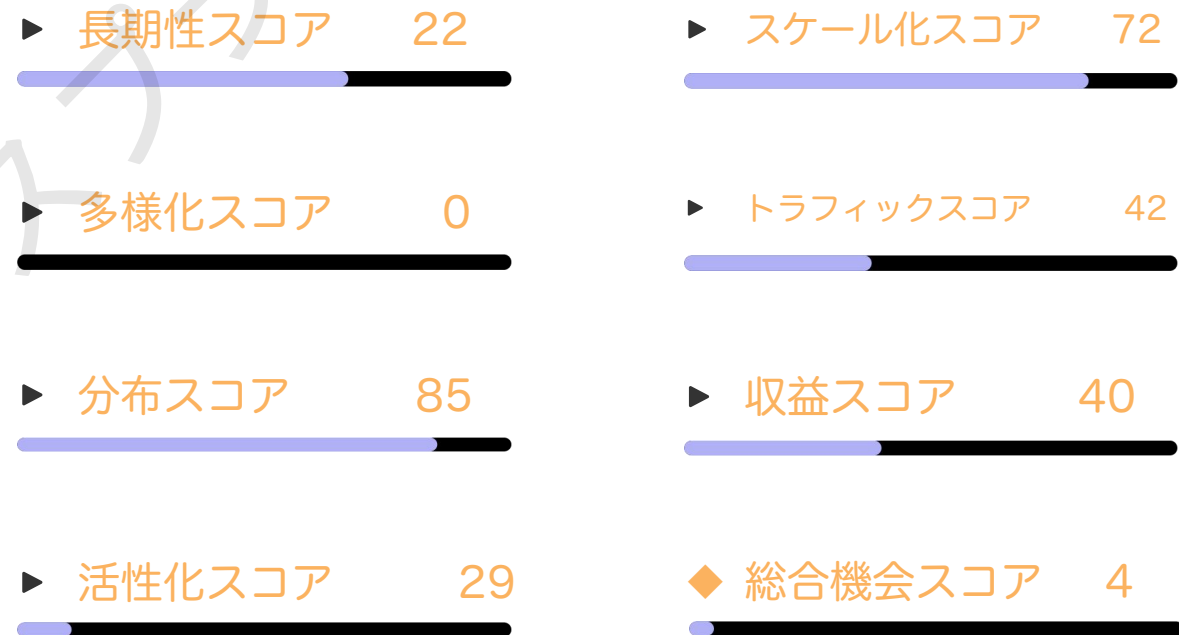 長期性スコア 22
スケール化スコア 72
多様化スコア 0
トラフィックスコア 42
分布スコア 85
収益スコア 40
活性化スコア 29
総合機会スコア 4